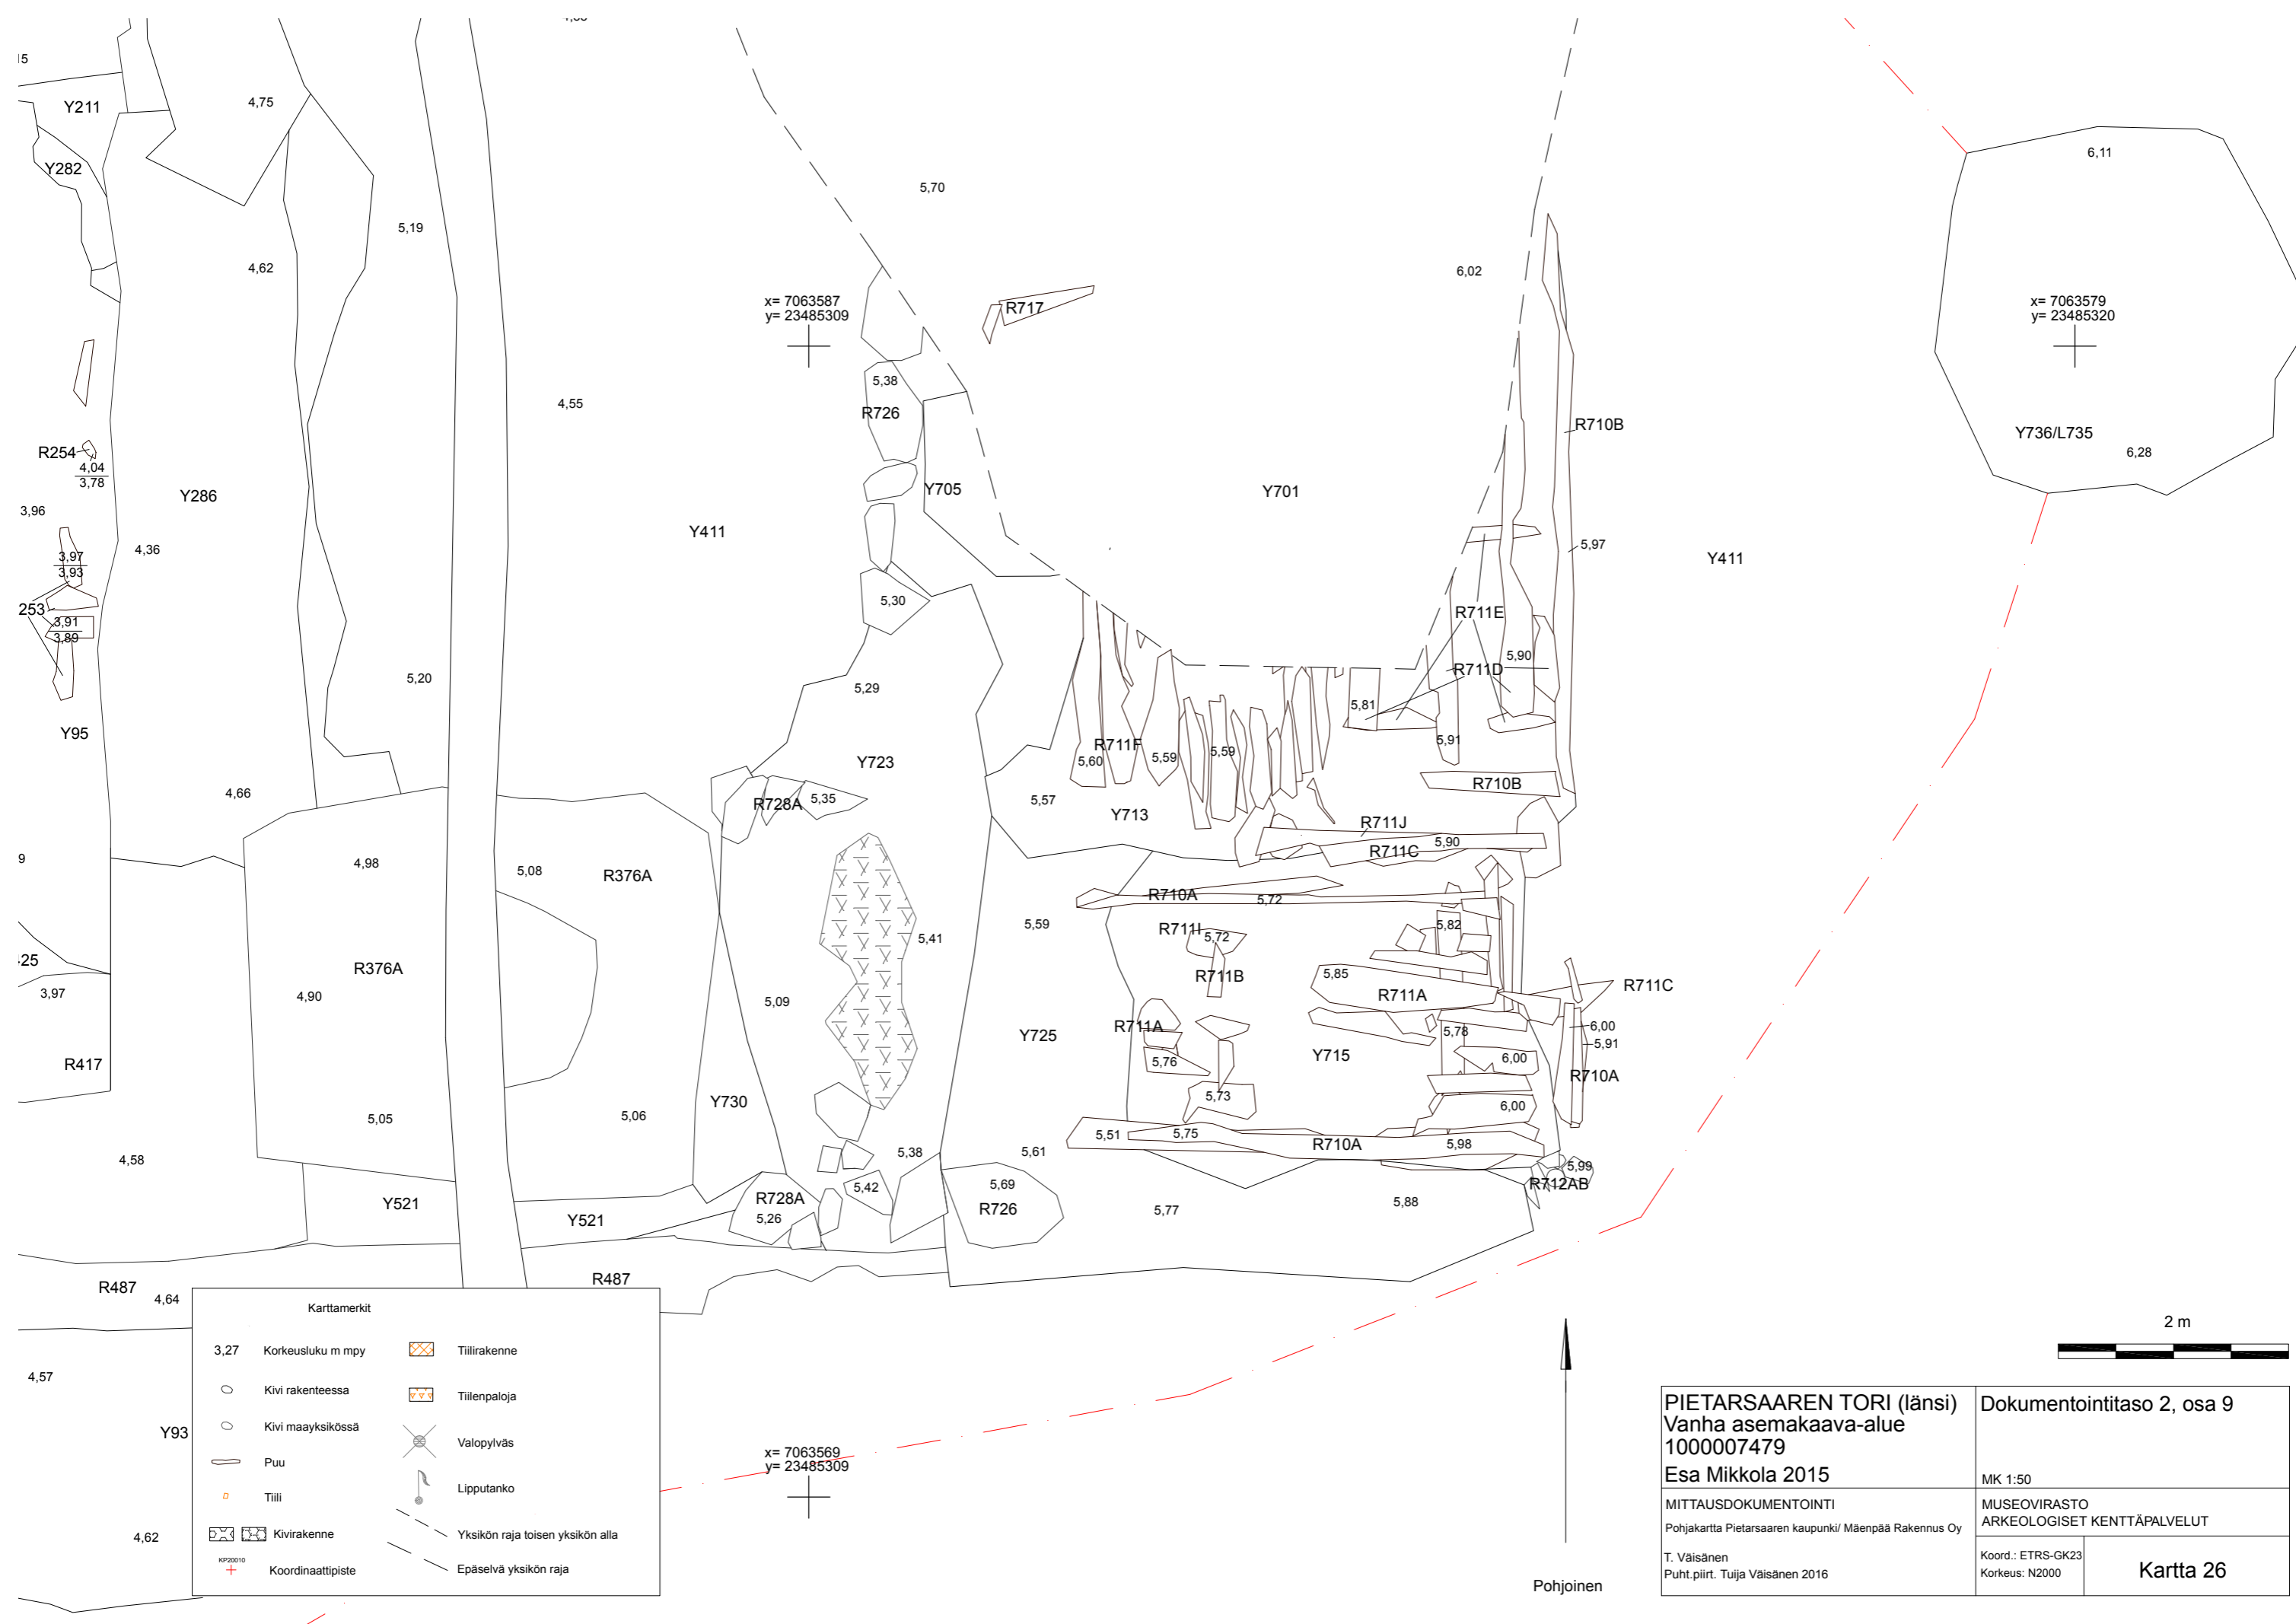 Y211
4,75
Y282
5,19
4,62
5,70
6,11
6,02
x= 7063587
y= 23485309
R717
x= 7063579
y= 23485320
5,38
R726
4,55
R710B
Y736/L735
6,28
R254
4,04
3,78
Y286
Y705
Y701
3,96
4,36
Y411
5,97
Y411
3,97
3,93
253
3,91
3,89
5,30
R711E
5,90
R711D
5,20
5,29
5,81
Y95
R711F
5,59
5,59
5,60
5,91
Y723
R710B
4,66
R728A
5,35
5,57
Y713
R711J
5,90
R711C
4,98
5,08
R376A
R710A
5,72
5,59
5,82
R711I
5,72
5,41
R376A
R711B
5,85
R711A
R711C
3,97
4,90
5,09
Y725
R711A
5,78
6,00
5,91
Y715
5,76
6,00
R710A
R417
Y730
5,73
6,00
5,05
5,06
5,51
5,75
R710A
5,98
4,58
5,38
5,61
5,99
R728A
5,26
5,42
5,69
R726
R712AB
Y521
Y521
5,77
5,88
R487
4,64
R487
4,57
Y93
4,62
Karttamerkit
3,27 Korkeusluku m mpy
Kivi rakenteessa
Kivi maayksikössä
Puu
Tiili
Kivirakenne
KP20010
Koordinaattipiste
Tiilirakenne
Tiilenpaloja
Valopylväs
Lipputanko
Yksikön raja toisen yksikön alla
Epäselvä yksikön raja
x= 7063569
y= 23485309
Pohjoinen
2 m
PIETARSAAREN TORI (länsi)
Vanha asemakaava-alue
1000007479
Esa Mikkola 2015
Dokumentointitaso 2, osa 9
MK 1:50
MITTAUSDOKUMENTOINTI
Pohjakartta Pietarsaaren kaupunki/ Mäenpää Rakennus Oy
T. Väisänen
Puht.piirt. Tuija Väisänen 2016
MUSEOVIRASTO
ARKEOLOGISET KENTTÄPALVELUT
Koord.: ETRS-GK23
Korkeus: N2000
Kartta 26